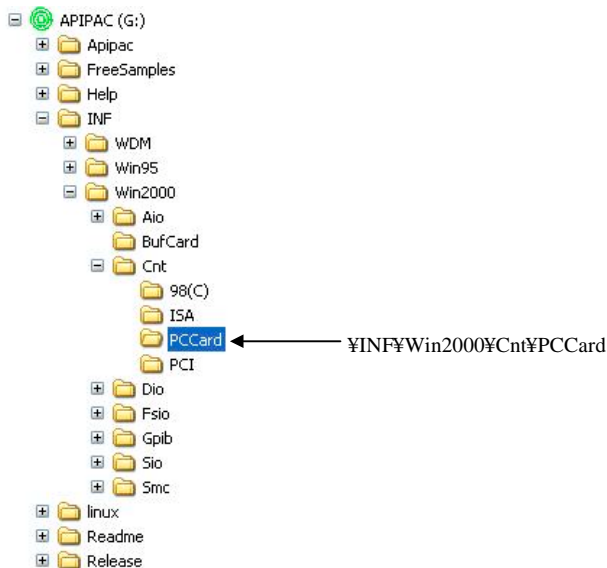 APIPAC (G:)
Apipac
FreeSamples
Help
INF
WDM
Win95
Win2000
Aio
BufCard
Cnt
98(C)
ISA
PCCard
¥INF¥Win2000¥Cnt¥PCCard
PCI
Dio
Fsio
Gpib
Sio
Smc
linux
Readme
Release